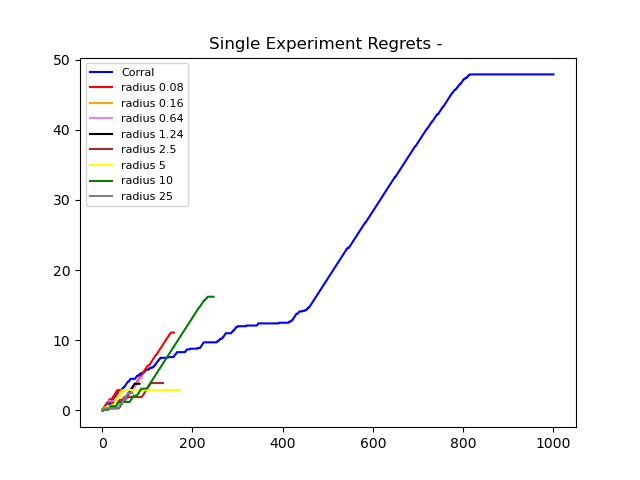 Single Experiment Regrets -
50
40
30
20
10
0
Corral
radius 0.08
radius 0.16
radius 0.64
radius 1.24
radius 2.5
radius 5
radius 10
radius 25
0 200 400 600 800 1000